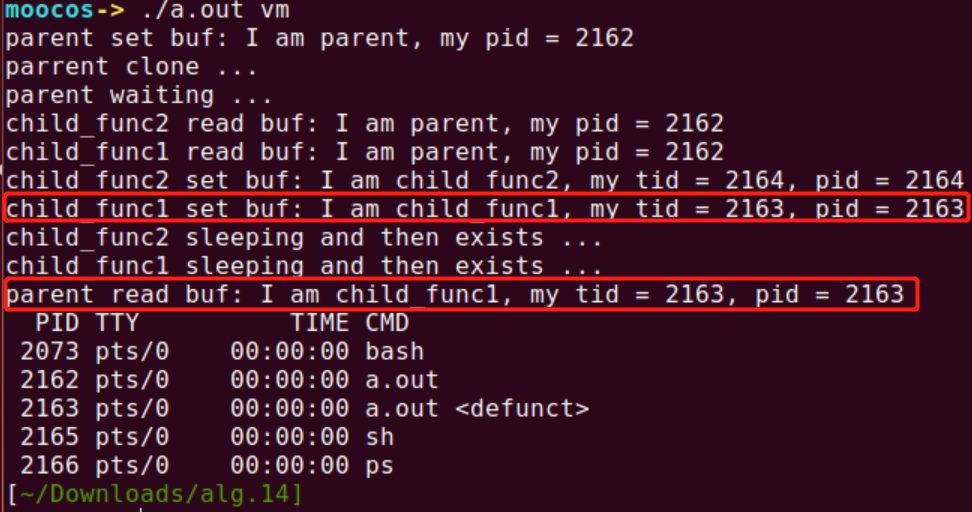 moocos-> ./a.out vm
parent set buf: I am parent, my pid = 2162
parrent clone ...
parent waiting ...
child_func2 read buf: I am parent, my pid = 2162
child_func1 read buf: I am parent, my pid = 2162
child_func2 set buf: I am child func2, my tid = 2164, pid = 2164
child_func1 set buf: I am child_func1, my tid = 2163, pid = 2163
child_func2 sleeping and then exists ...
child_func1 sleeping and then exists ...
parent read buf: I am child_func1, my tid = 2163, pid = 2163
  PID TTY          TIME CMD
 2073 pts/0    00:00:00 bash
 2162 pts/0    00:00:00 a.out
 2163 pts/0    00:00:00 a.out <defunct>
 2165 pts/0    00:00:00 sh
 2166 pts/0    00:00:00 ps
[~/Downloads/alg.14]